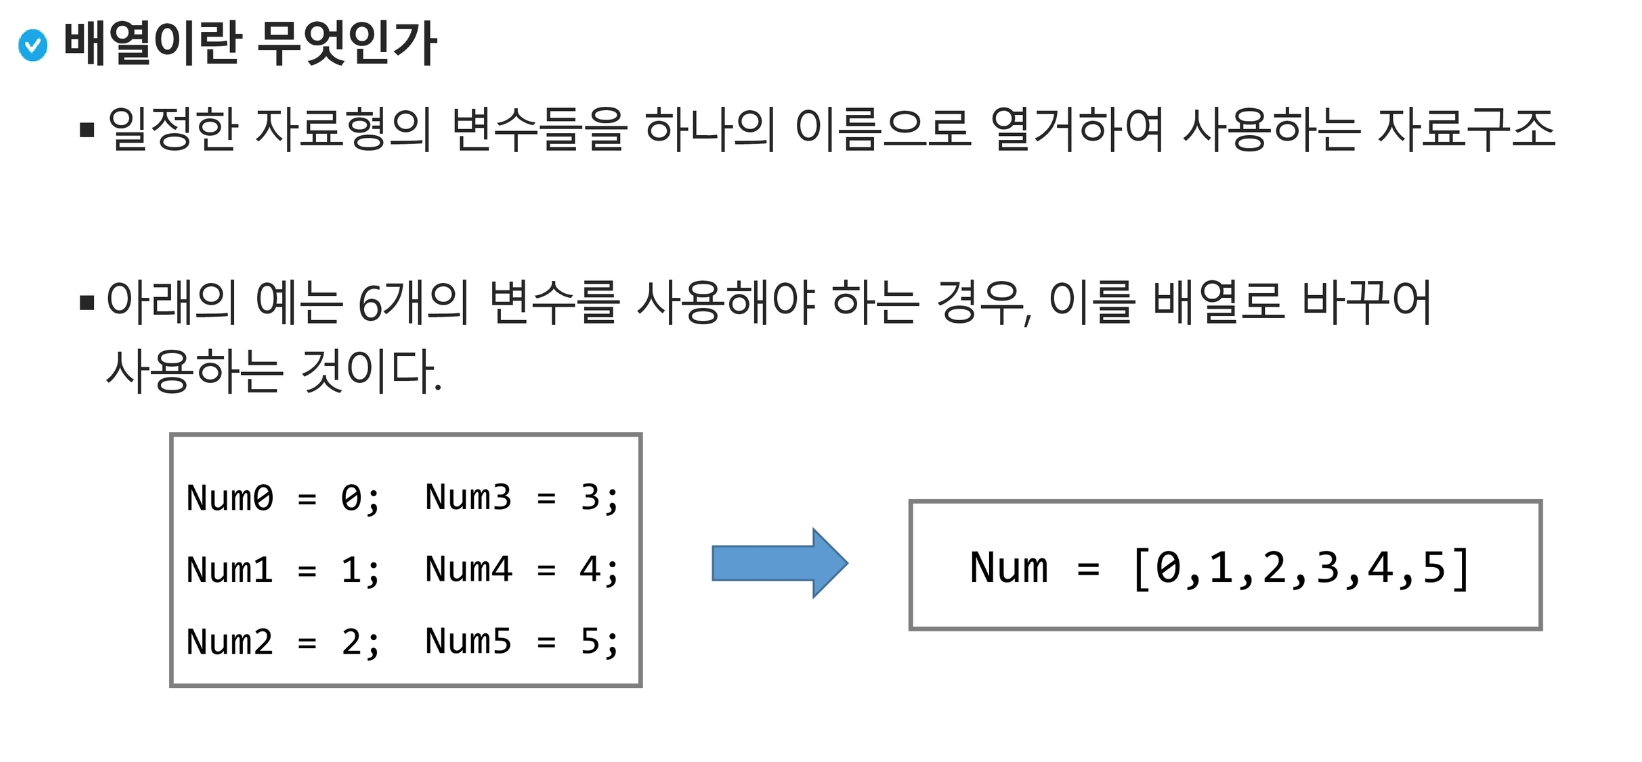 배열이란 무엇인가
▪ 일정한 자료형의 변수들을 하나의 이름으로 열거하여 사용하는 자료구조
▪ 아래의 예는 6개의 변수를 사용해야 하는 경우, 이를 배열로 바꾸어
사용하는 것이다.
Num0 = 0; Num3 = 3;
Num1 = 1; Num4 = 4;
Num2 = 2; Num5 = 5;
Num = [0,1,2,3,4,5]